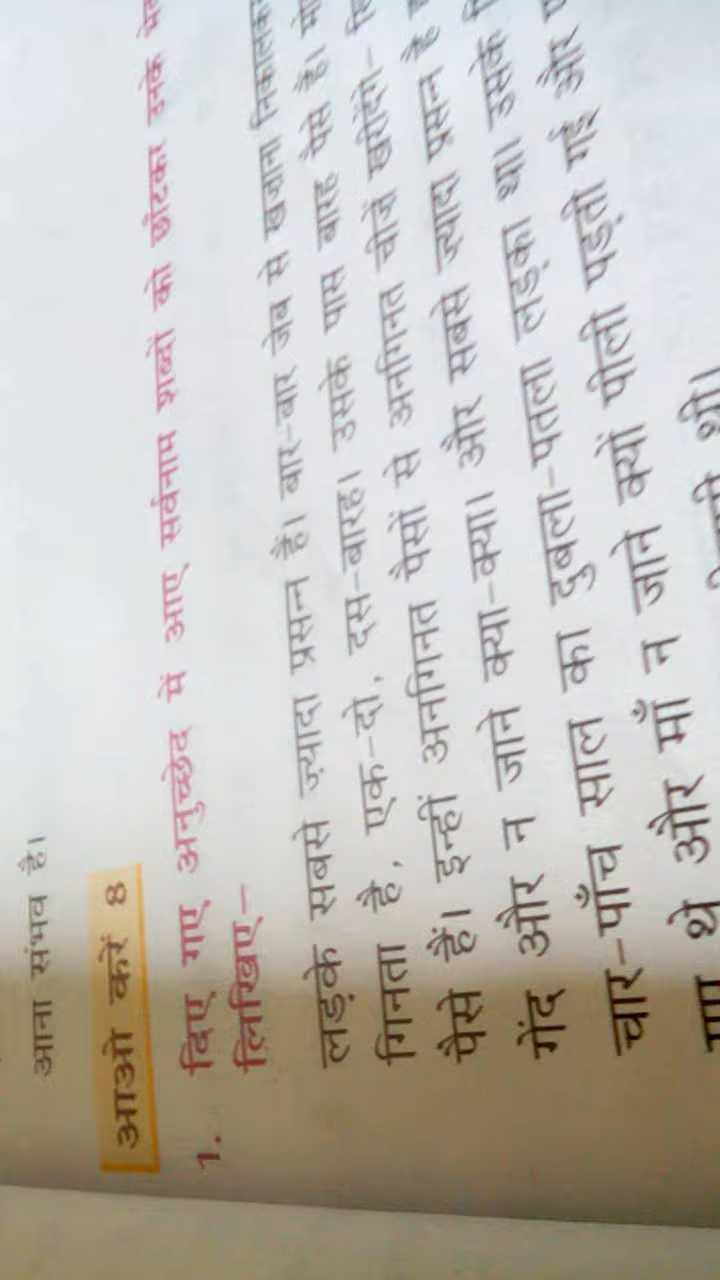 आना संभव है।
आओ करें 8
1. दिए गए अनुच्छेद में आए सर्वनाम शब्दों को छांटकर उनके
लिखिए-
लड़के सबसे ज़्यादा प्रसन्न हैं। बार-बार जेब से खजाना निकालकर
गिनता है, एक-दो, दस-बारह। उसके पास बारह पैसे हैं।
पैसे हैं। इन्हीं अनगिनत पैसों से अनगिनत चीजें खरीदेंगे-
गेंद और न जाने क्या-क्या। और सबसे ज़्यादा प्रसन्न है
चार-पाँच साल का दुबला-पतला लड़का था। उसके
गया थे और माँ न जाने क्यों पीली पड़ती गई और
थी।